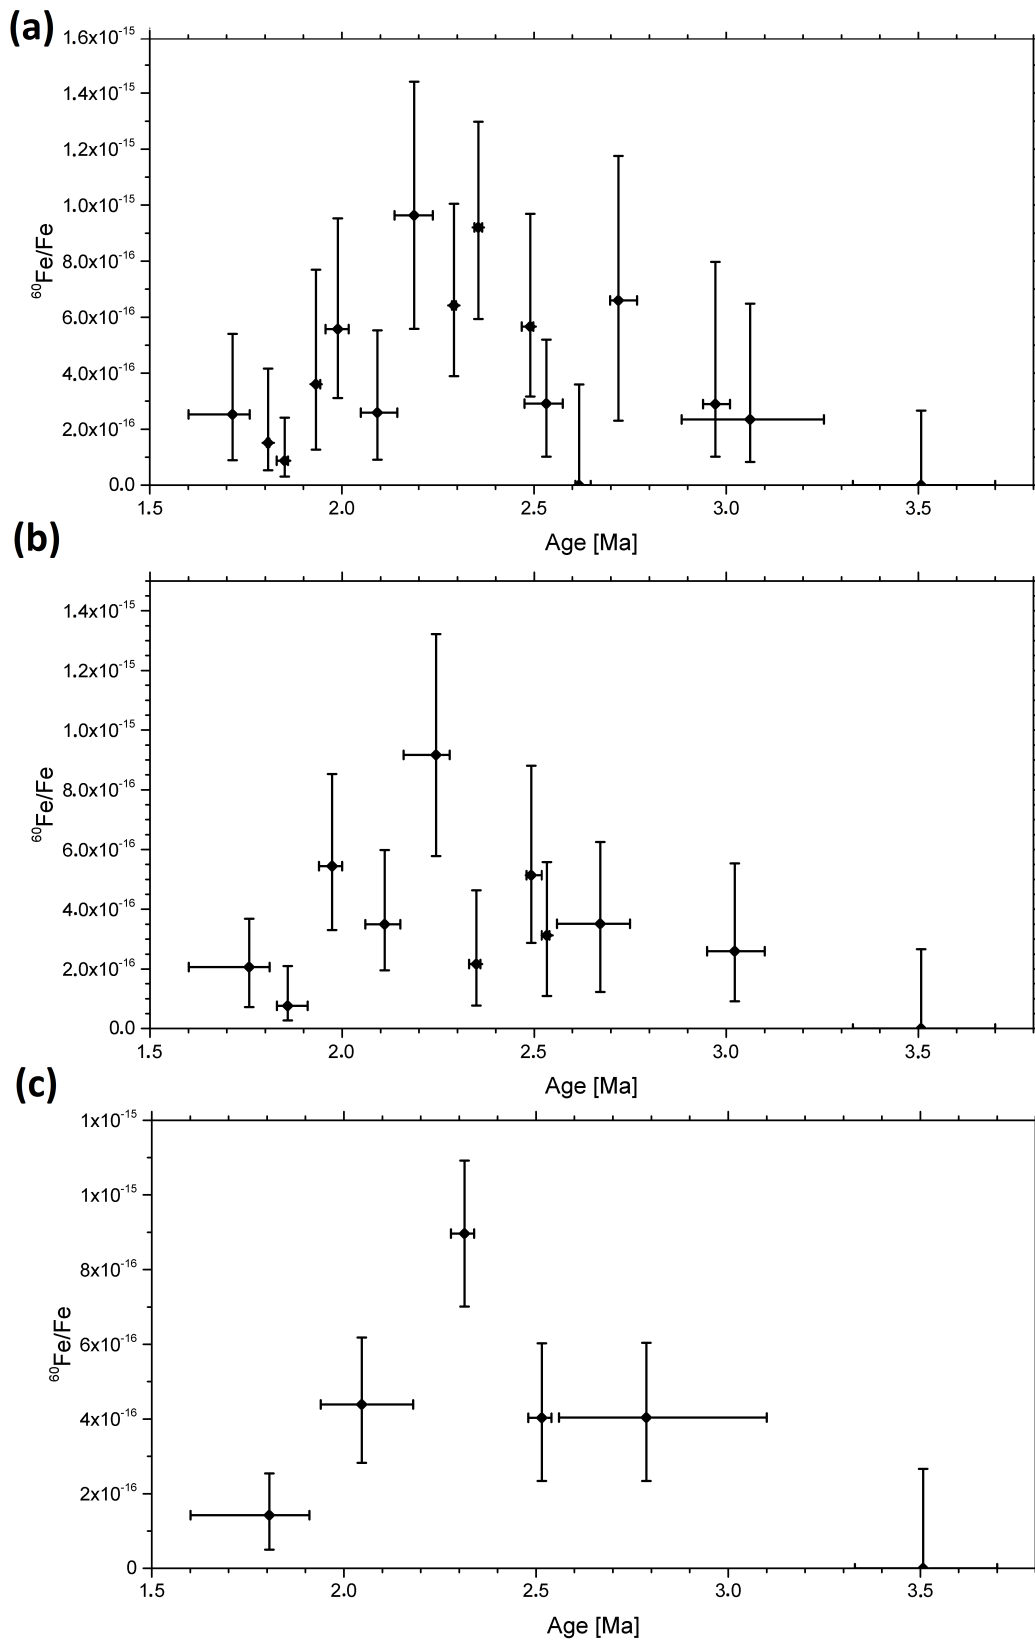 (a)
1.6x10⁻¹⁵
1.4x10⁻¹⁵
1.2x10⁻¹⁵
1.0x10⁻¹⁵
8.0x10⁻¹⁶
6.0x10⁻¹⁶
4.0x10⁻¹⁶
2.0x10⁻¹⁶
0.0
⁶⁰Fe/Fe
1.5 2.0 2.5 3.0 3.5
Age [Ma]
(b)
1.4x10⁻¹⁵
1.2x10⁻¹⁵
1.0x10⁻¹⁵
8.0x10⁻¹⁶
6.0x10⁻¹⁶
4.0x10⁻¹⁶
2.0x10⁻¹⁶
0.0
⁶⁰Fe/Fe
1.5 2.0 2.5 3.0 3.5
Age [Ma]
(c)
1x10⁻¹⁵
1x10⁻¹⁵
8x10⁻¹⁶
6x10⁻¹⁶
4x10⁻¹⁶
2x10⁻¹⁶
0
⁶⁰Fe/Fe
1.5 2.0 2.5 3.0 3.5
Age [Ma]